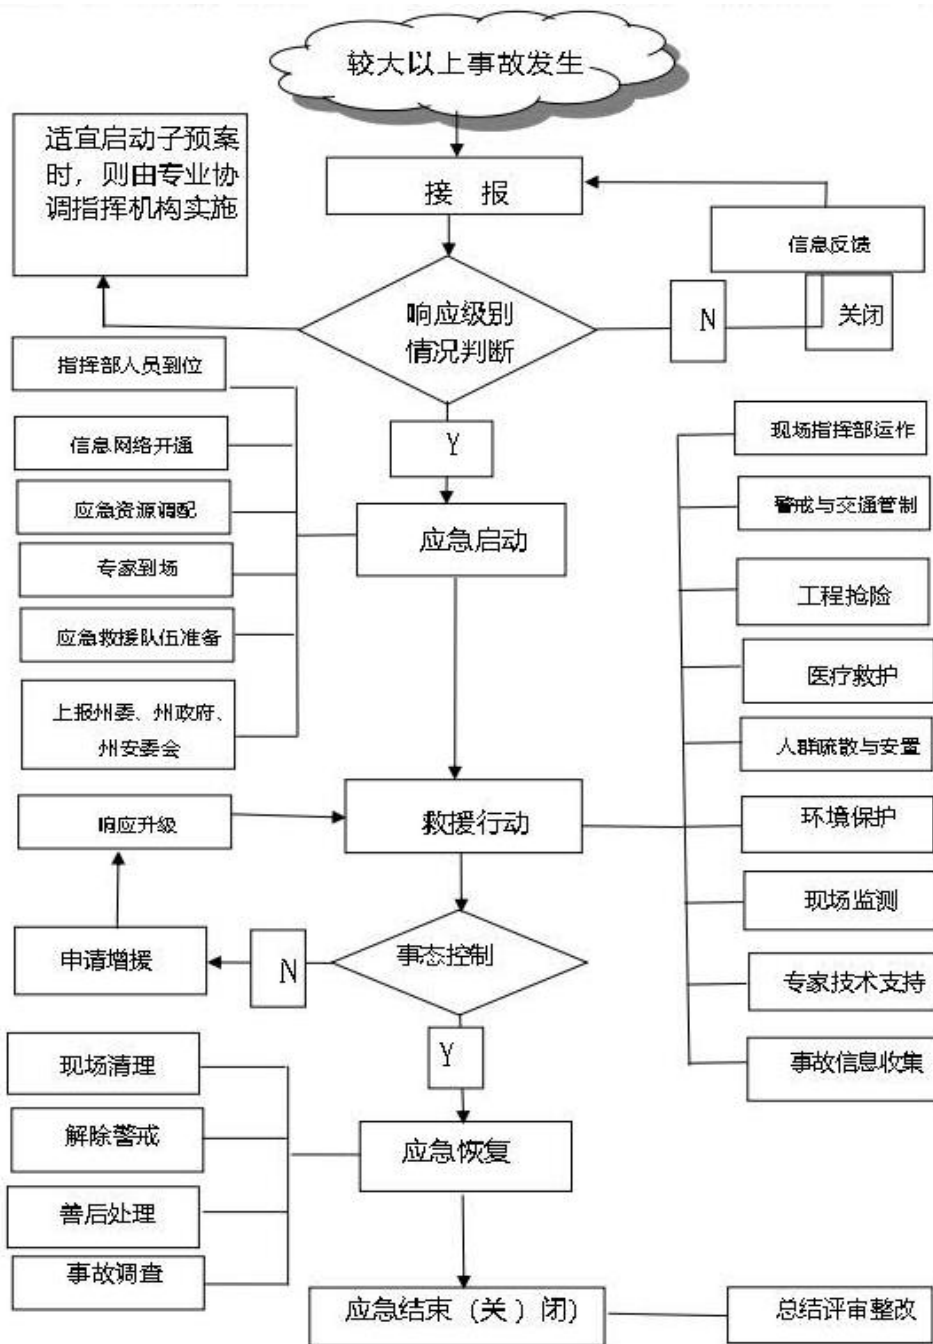 较大以上事故发生
适宜启动子预案
时，则由专业协
调指挥机构实施
接 报
信息反馈
响应级别
情况判断
N
关闭
指挥部人员到位
Y
现场指挥部运作
信息网络开通
警戒与交通管制
应急资源调配
应急启动
专家到场
工程抢险
应急救援队伍准备
医疗救护
上报州委、州政府、
州安委会
人群疏散与安置
响应升级
救援行动
环境保护
现场监测
申请增援
N
事态控制
专家技术支持
Y
现场清理
事故信息收集
解除警戒
应急恢复
善后处理
事故调查
应急结束（关）闭）
总结评审整改